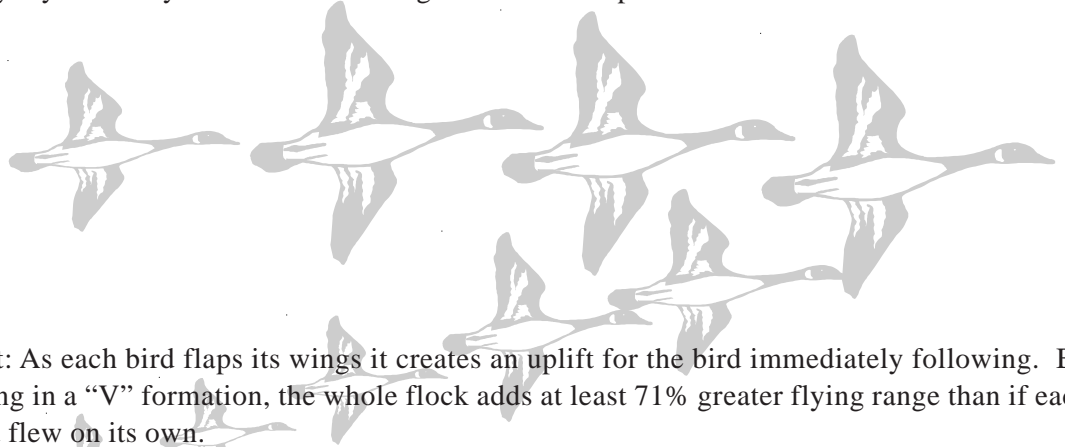 t: As each bird flaps its wings it creates an uplift for the bird immediately following.
ng in a “V” formation, the whole flock adds at least 71% greater flying range than if eac
flew on its own.